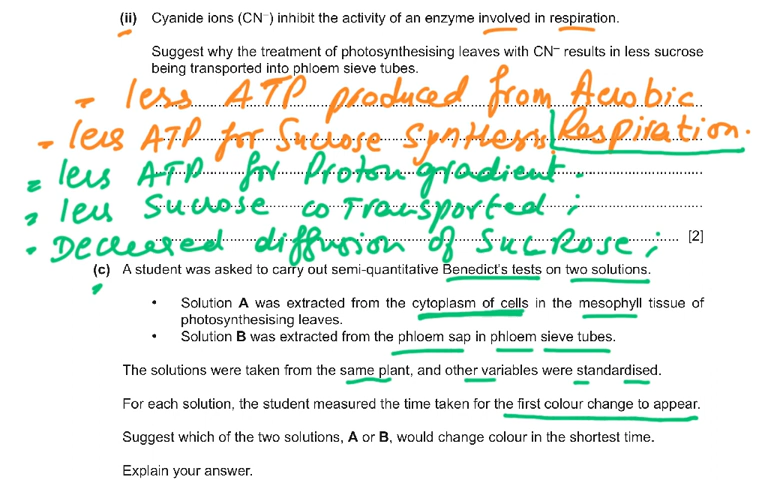 (ii) Cyanide ions (CN⁻) inhibit the activity of an enzyme involved in respiration.
Suggest why the treatment of photosynthesising leaves with CN⁻ results in less sucrose
being transported into phloem sieve tubes.
- less ATP produced from Aerobic
- less ATP for Sucrose Synthesis Respiration.
= less ATP for Proton gradient.
, less Sucrose co Transported ;
- Decreased diffusion of SUCROSE ; [2]
(c) A student was asked to carry out semi-quantitative Benedict's tests on two solutions.
• Solution A was extracted from the cytoplasm of cells in the mesophyll tissue of
photosynthesising leaves.
• Solution B was extracted from the phloem sap in phloem sieve tubes.
The solutions were taken from the same plant, and other variables were standardised.
For each solution, the student measured the time taken for the first colour change to appear.
Suggest which of the two solutions, A or B, would change colour in the shortest time.
Explain your answer.